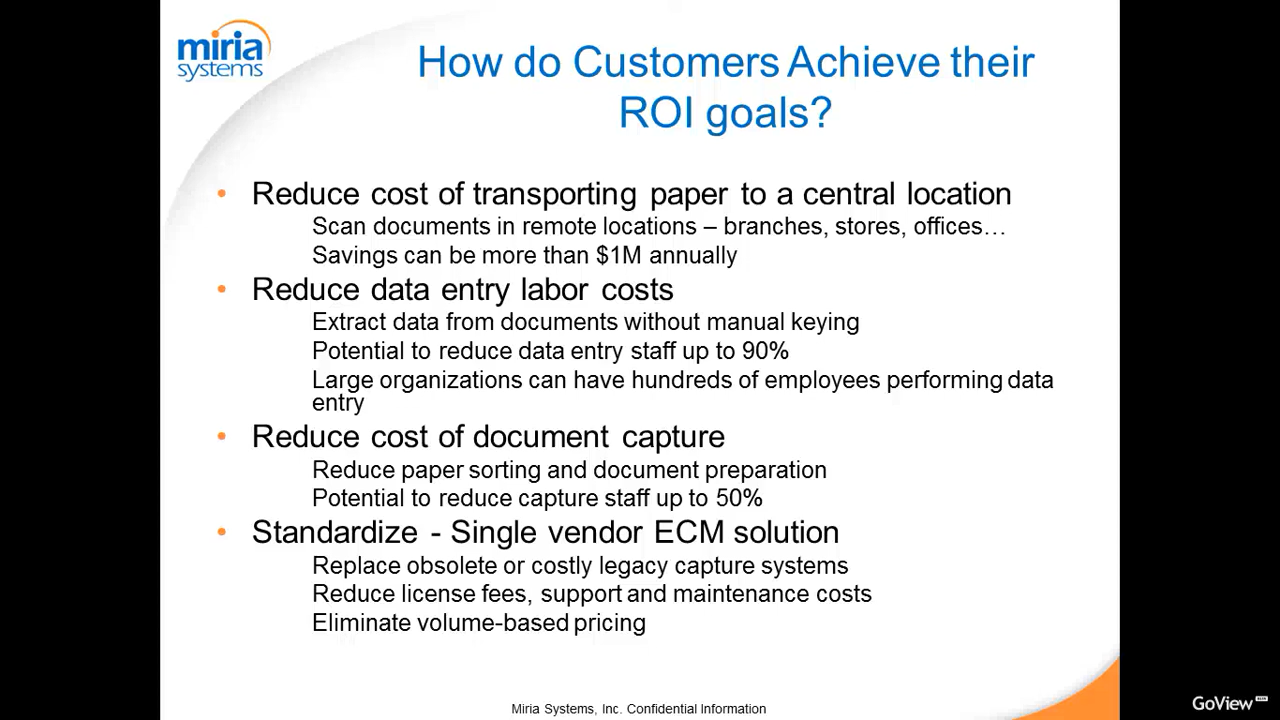 miria
systems
How do Customers Achieve their
ROI goals?
• Reduce cost of transporting paper to a central location
Scan documents in remote locations – branches, stores, offices…
Savings can be more than $1M annually
• Reduce data entry labor costs
Extract data from documents without manual keying
Potential to reduce data entry staff up to 90%
Large organizations can have hundreds of employees performing data
entry
• Reduce cost of document capture
Reduce paper sorting and document preparation
Potential to reduce capture staff up to 50%
• Standardize - Single vendor ECM solution
Replace obsolete or costly legacy capture systems
Reduce license fees, support and maintenance costs
Eliminate volume-based pricing
Miria Systems, Inc. Confidential Information
GoView